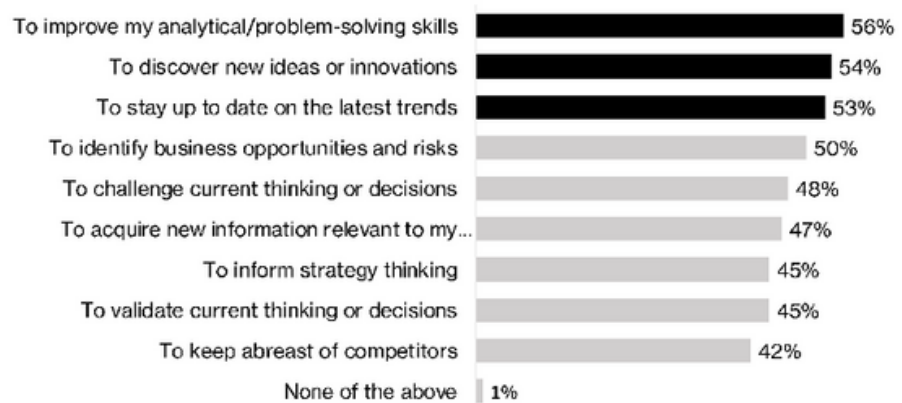 To improve my analytical/problem-solving skills 56%
To discover new ideas or innovations 54%
To stay up to date on the latest trends 53%
To identify business opportunities and risks 50%
To challenge current thinking or decisions 48%
To acquire new information relevant to my... 47%
To inform strategy thinking 45%
To validate current thinking or decisions 45%
To keep abreast of competitors 42%
None of the above 1%